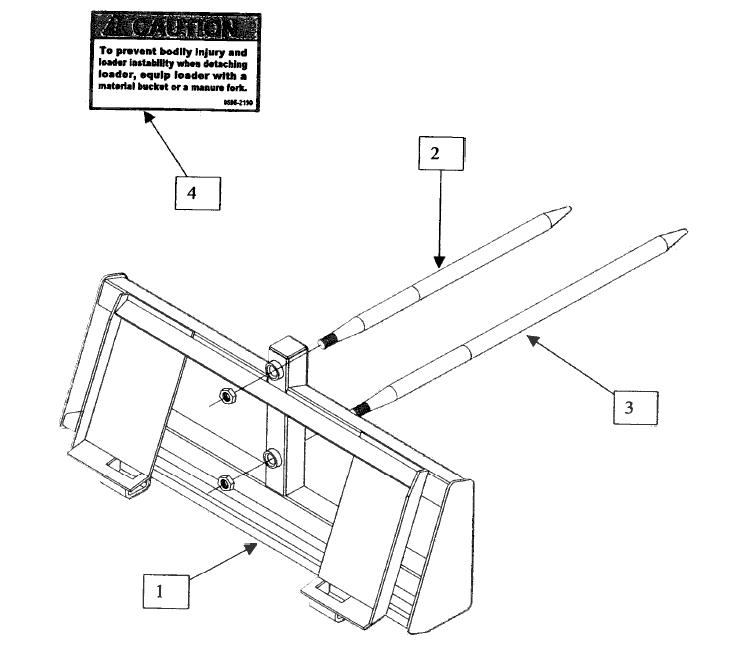 CAUTION
To prevent bodily injury and
loader instability when detaching
loader, equip loader with a
material bucket or a manure fork.
8595-2190
2
4
3
1